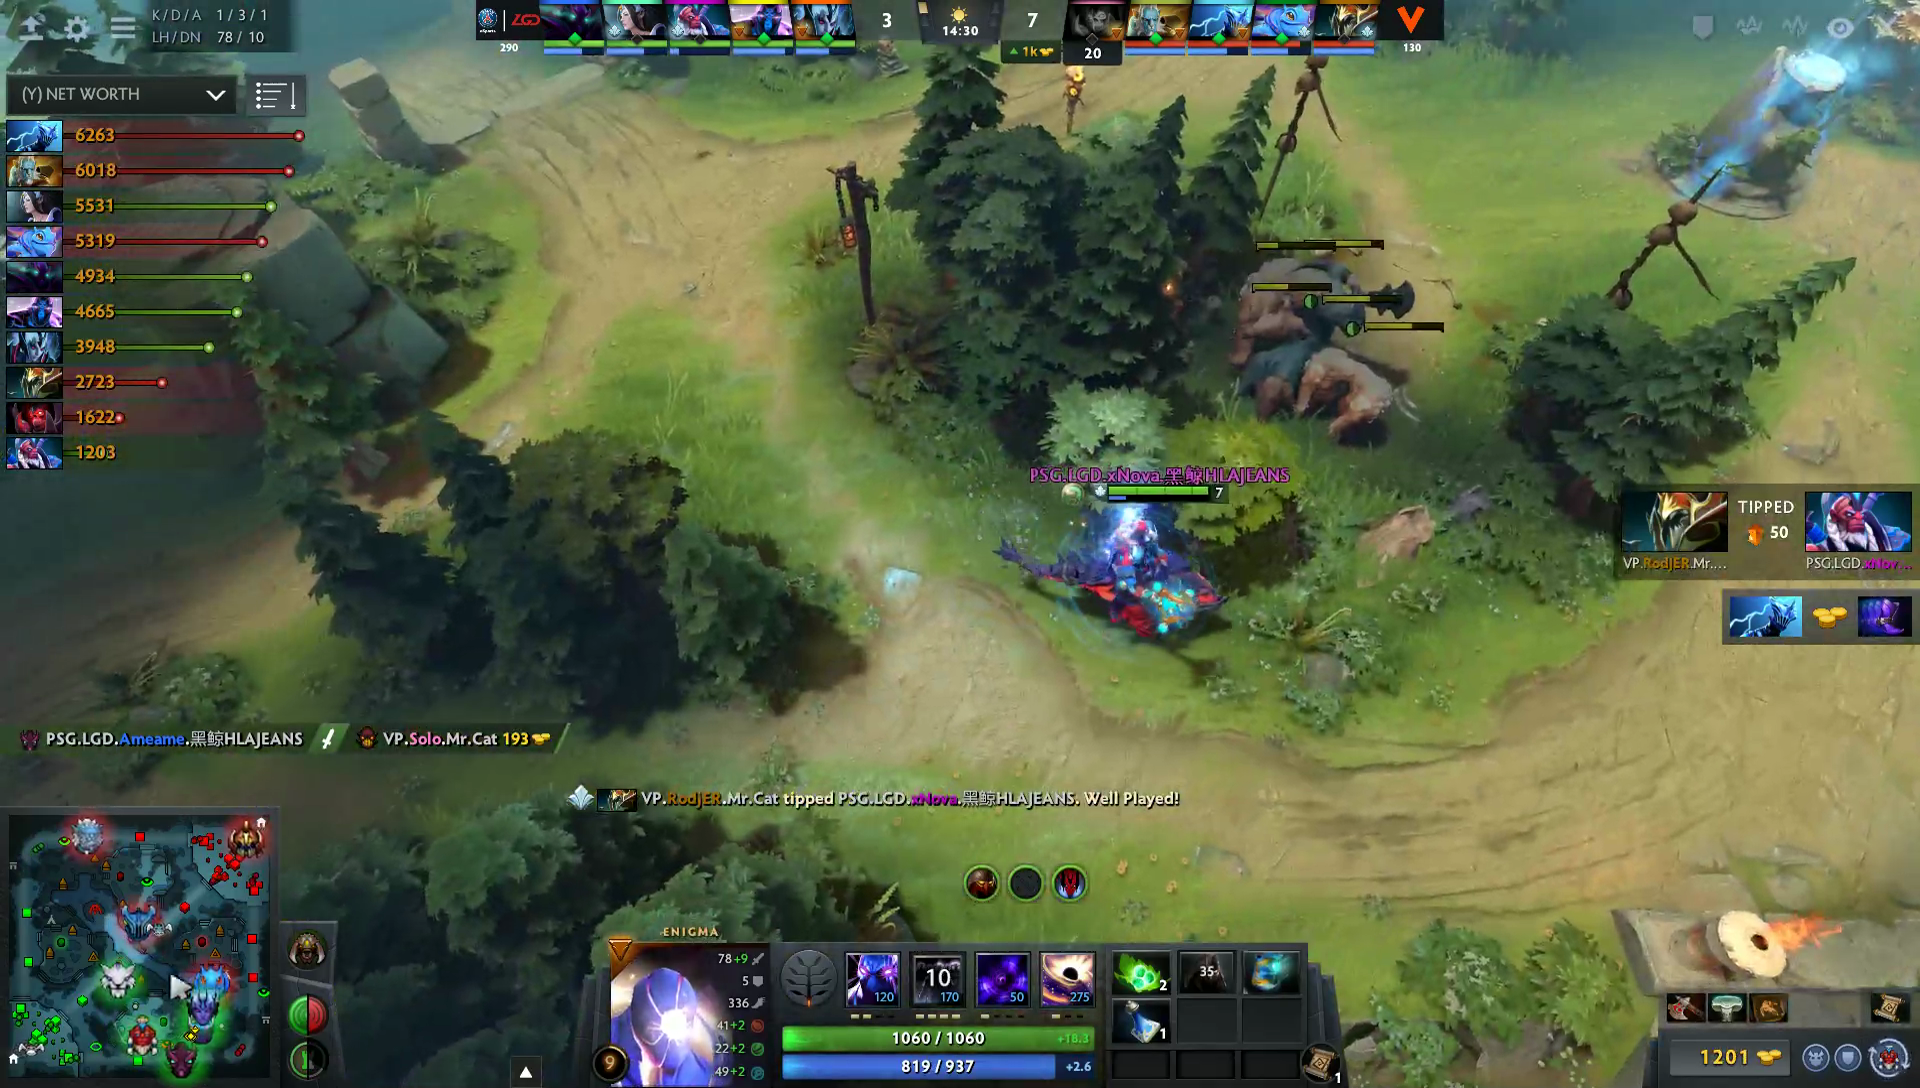 K/D/A 1/3/1
LH/DN 78/10
LGD
290
3
14:30
7
1k
20
130
(Y) NET WORTH
6263
6018
5531
5319
4934
4665
3948
2723
1622
1203
PSG.LGD.xNova.黑鲸HLAJEANS
7
TIPPED
50
VP.RodjER.Mr....
PSG.LGD.xNov...
PSG.LGD.Ameame.黑鲸HLAJEANS
VP.Solo.Mr.Cat 193
VP.RodjER.Mr.Cat tipped PSG.LGD.xNova.黑鲸HLAJEANS. Well Played!
ENIGMA
78+9
5
336
41+2
22+2
49+2
9
120
10
170
50
275
2
35
1
1060 / 1060
+18.3
819 / 937
+2.6
1
1201